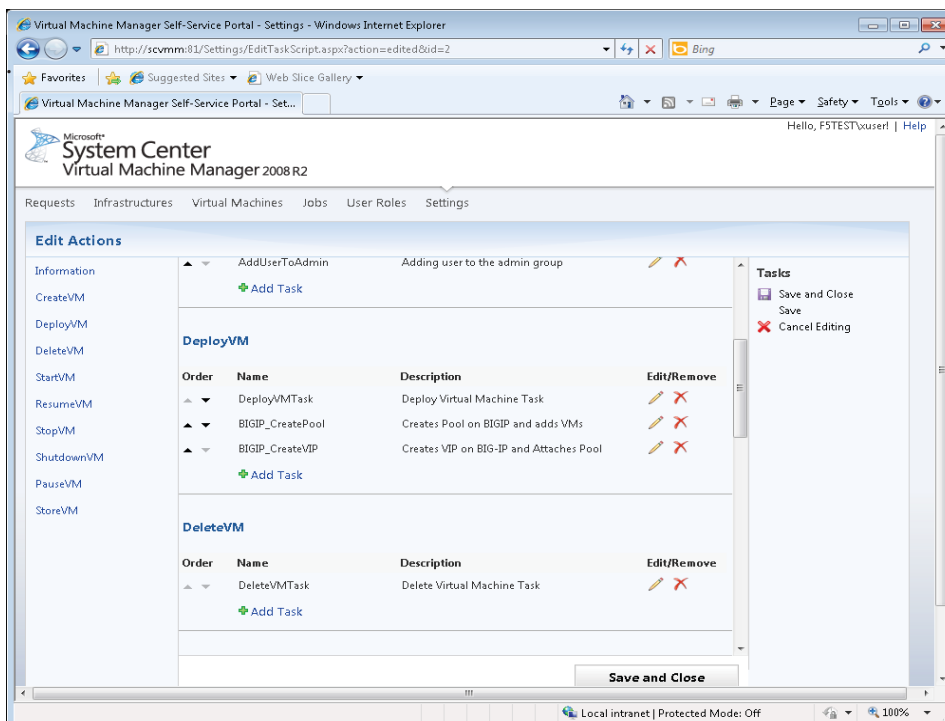 Virtual Machine Manager Self-Service Portal - Settings - Windows Internet Explorer
http://scvmm:81/Settings/EditTaskScript.aspx?action=edited&id=2
Bing
Favorites Suggested Sites Web Slice Gallery
Virtual Machine Manager Self-Service Portal - Set...
Page Safety Tools
Hello, F5TEST\xuser! | Help
Microsoft
System Center
Virtual Machine Manager 2008 R2
Requests Infrastructures Virtual Machines Jobs User Roles Settings
Edit Actions
Information
CreateVM
DeployVM
DeleteVM
StartVM
ResumeVM
StopVM
ShutdownVM
PauseVM
StoreVM
AddUserToAdmin Adding user to the admin group
Add Task
DeployVM
Order Name Description Edit/Remove
DeployVMTask Deploy Virtual Machine Task
BIGIP_CreatePool Creates Pool on BIGIP and adds VMs
BIGIP_CreateVIP Creates VIP on BIG-IP and Attaches Pool
Add Task
DeleteVM
Order Name Description Edit/Remove
DeleteVMTask Delete Virtual Machine Task
Add Task
Save and Close
Tasks
Save and Close
Save
Cancel Editing
Local intranet | Protected Mode: Off
100%